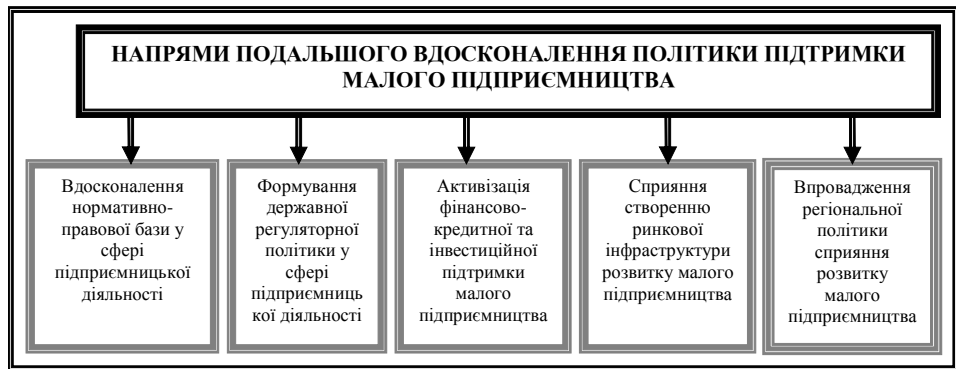 НАПРЯМИ ПОДАЛЬШОГО ВДОСКОНАЛЕННЯ ПОЛІТИКИ ПІДТРИМКИ
МАЛОГО ПІДПРИЄМНИЦТВА
Вдосконалення
нормативно-
правової бази у
сфері
підприємницької
діяльності
Формування
державної
регуляторної
політики у
сфері
підприємниць
кої діяльності
Активізація
фінансово-
кредитної та
інвестиційної
підтримки
малого
підприємництва
Сприяння
створенню
ринкової
інфраструктури
розвитку малого
підприємництва
Впровадження
регіональної
політики
сприяння
розвитку
малого
підприємництва